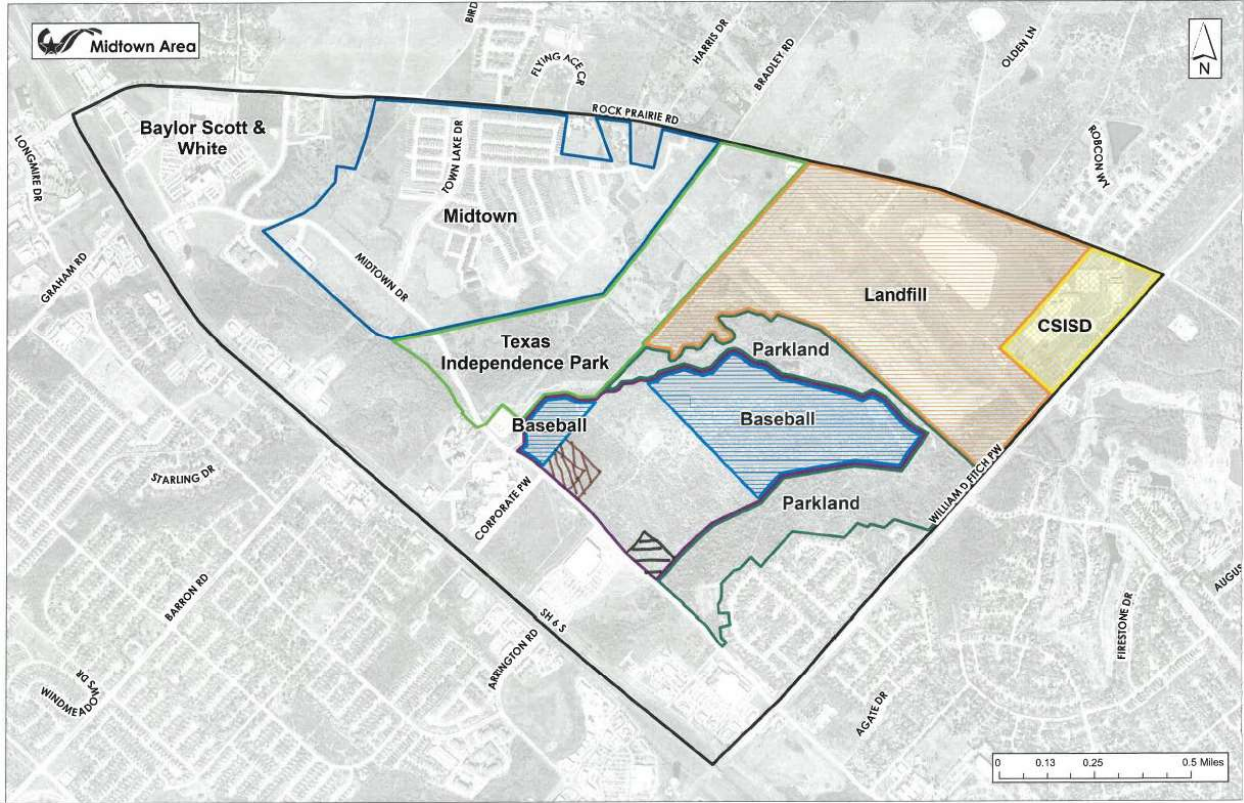 Midtown Area
BIRD
HARRIS DR
OLDEN LN
N
FLYING ACE CR
BRADLEY RD
ROCK PRAIRIE RD
Baylor Scott &
White
LONGMIRE DR
TOWN LAKE DR
ROBCON WY
Midtown
GRAHAM RD
MIDTOWN DR
Landfill
CSISD
Texas
Independence Park
Parkland
Baseball
Baseball
STARLING DR
CORPORATE PW
Parkland
WILLIAM D FITCH PW
BARRON RD
SH 6 S
ARRINGTON RD
AUGUS
FIRESTONE DR
WINDMEADOWS DR
AGATE DR
0 0.13 0.25 0.5 Miles